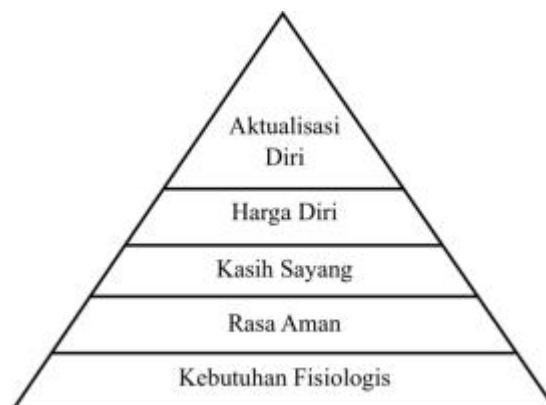 Aktualisasi
Diri
Harga Diri
Kasih Sayang
Rasa Aman
Kebutuhan Fisiologis